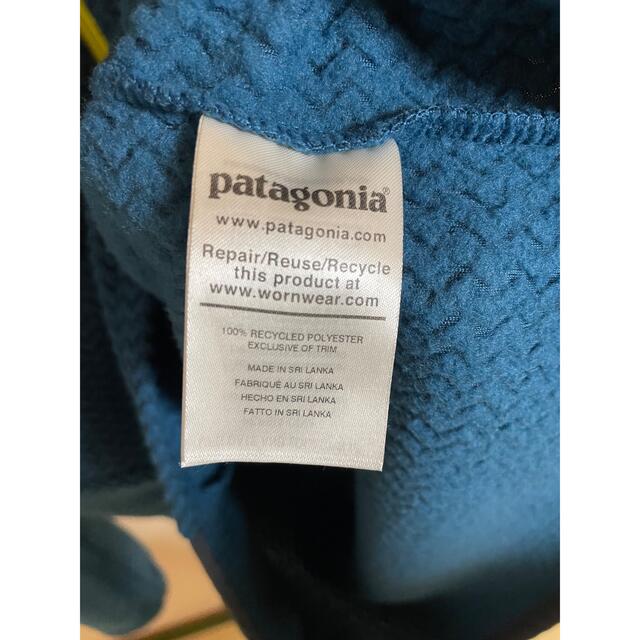 patagonia®
www.patagonia.com
Repair/Reuse/Recycle
this product at
www.wornwear.com
100% RECYCLED POLYESTER
EXCLUSIVE OF TRIM
MADE IN SRI LANKA
FABRIQUÉ AU SRI LANKA
HECHO EN SRI LANKA
FATTO IN SRI LANKA